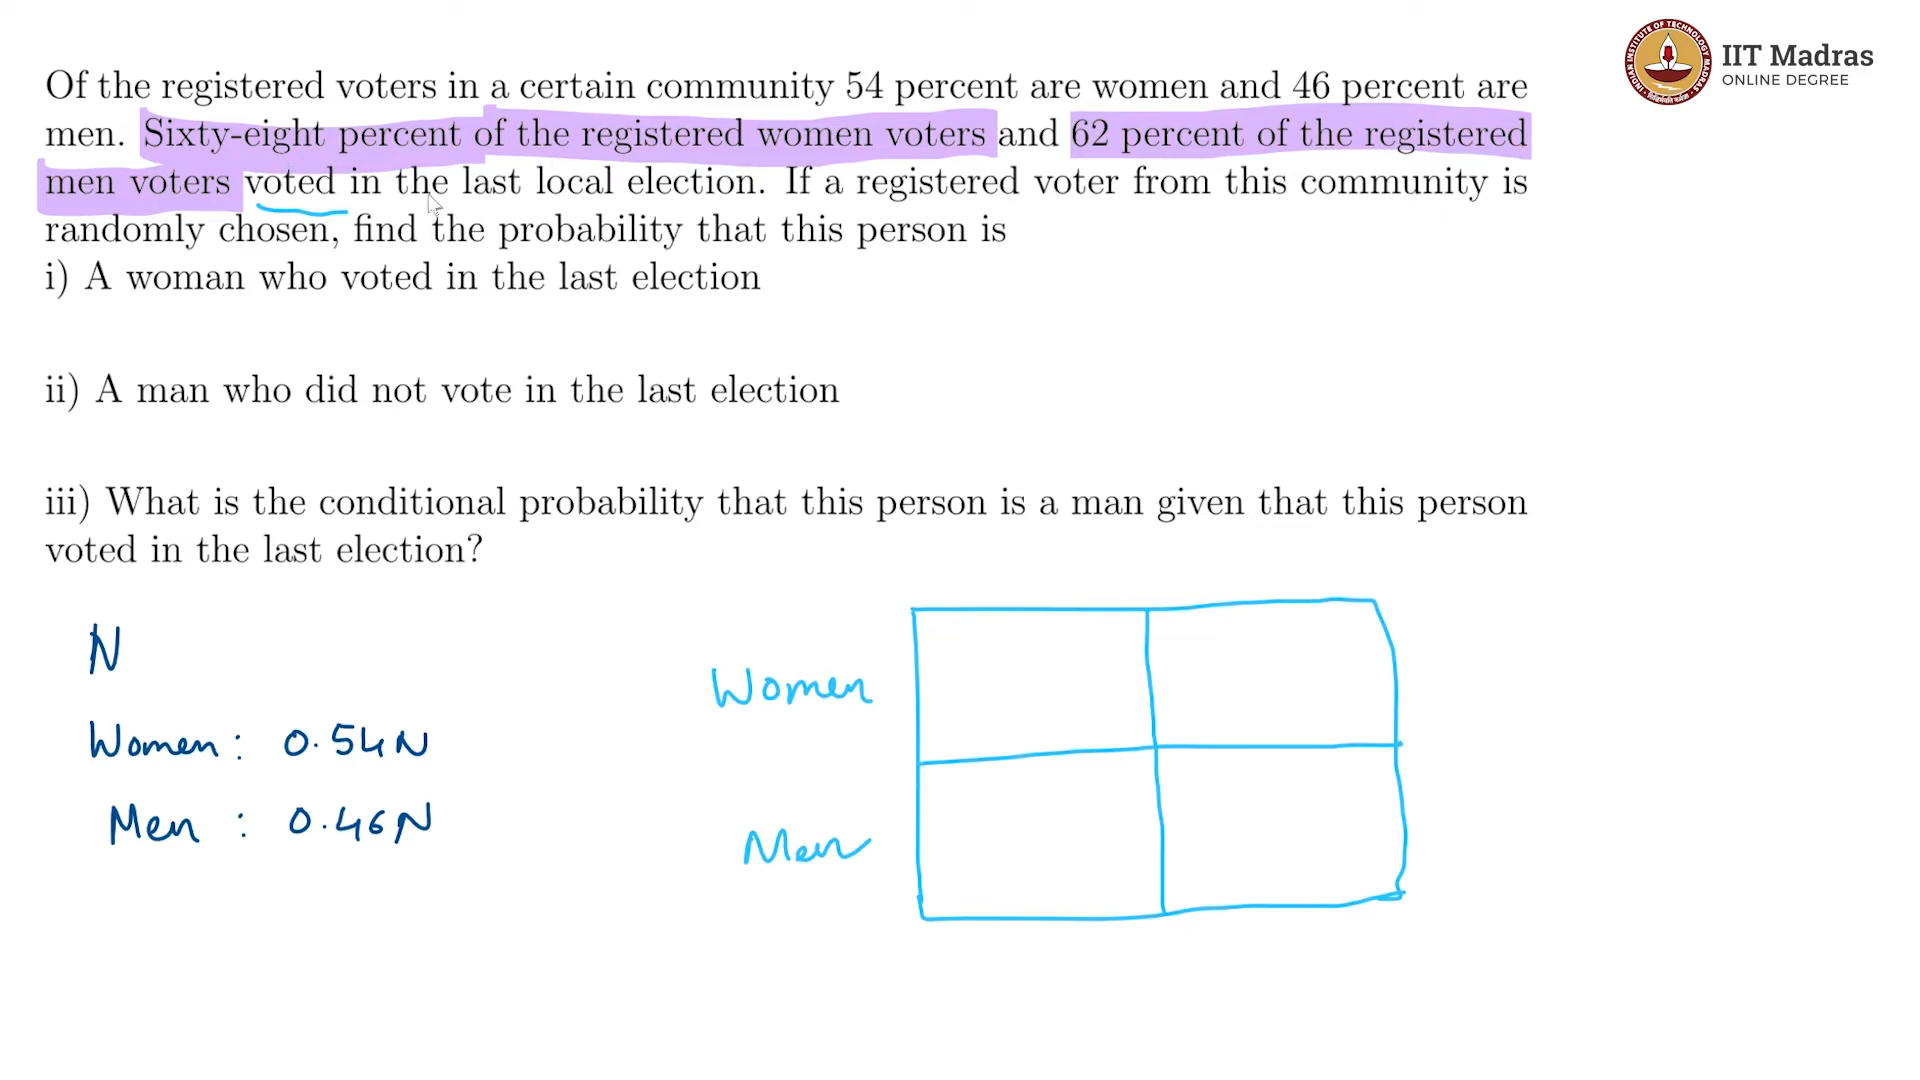 IIT Madras
ONLINE DEGREE
Of the registered voters in a certain community 54 percent are women and 46 percent are
men. Sixty-eight percent of the registered women voters and 62 percent of the registered
men voters voted in the last local election. If a registered voter from this community is
randomly chosen, find the probability that this person is
i) A woman who voted in the last election
ii) A man who did not vote in the last election
iii) What is the conditional probability that this person is a man given that this person
voted in the last election?
N
Women : 0.54N
Men : 0.46N
Women
Men